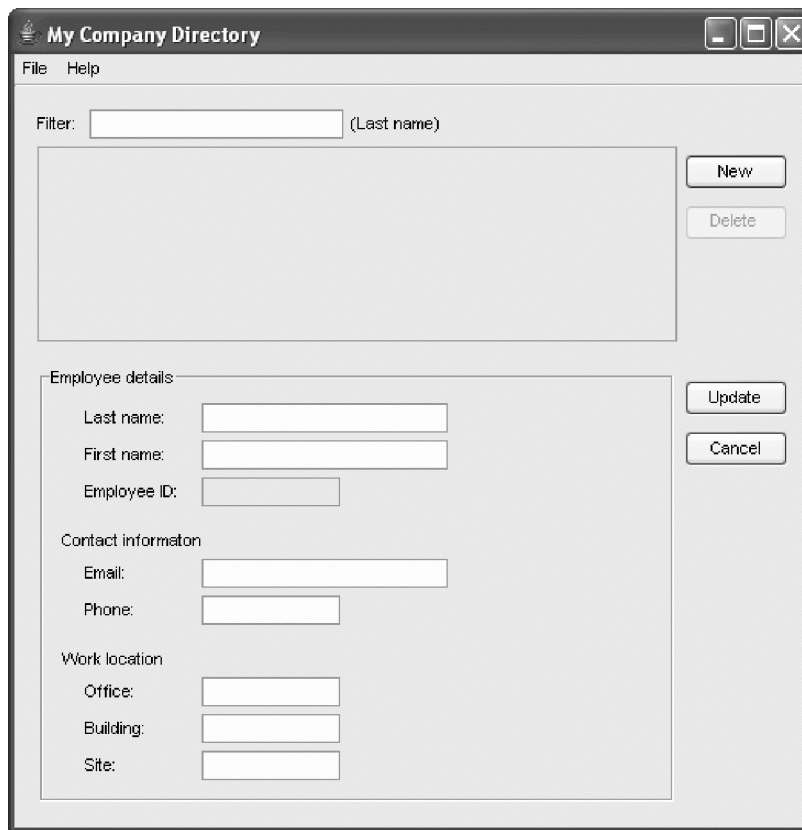 My Company Directory
File Help
Filter: (Last name)
New
Delete
Employee details
Update
Last name:
First name:
Cancel
Employee ID:
Contact informaton
Email:
Phone:
Work location
Office:
Building:
Site: